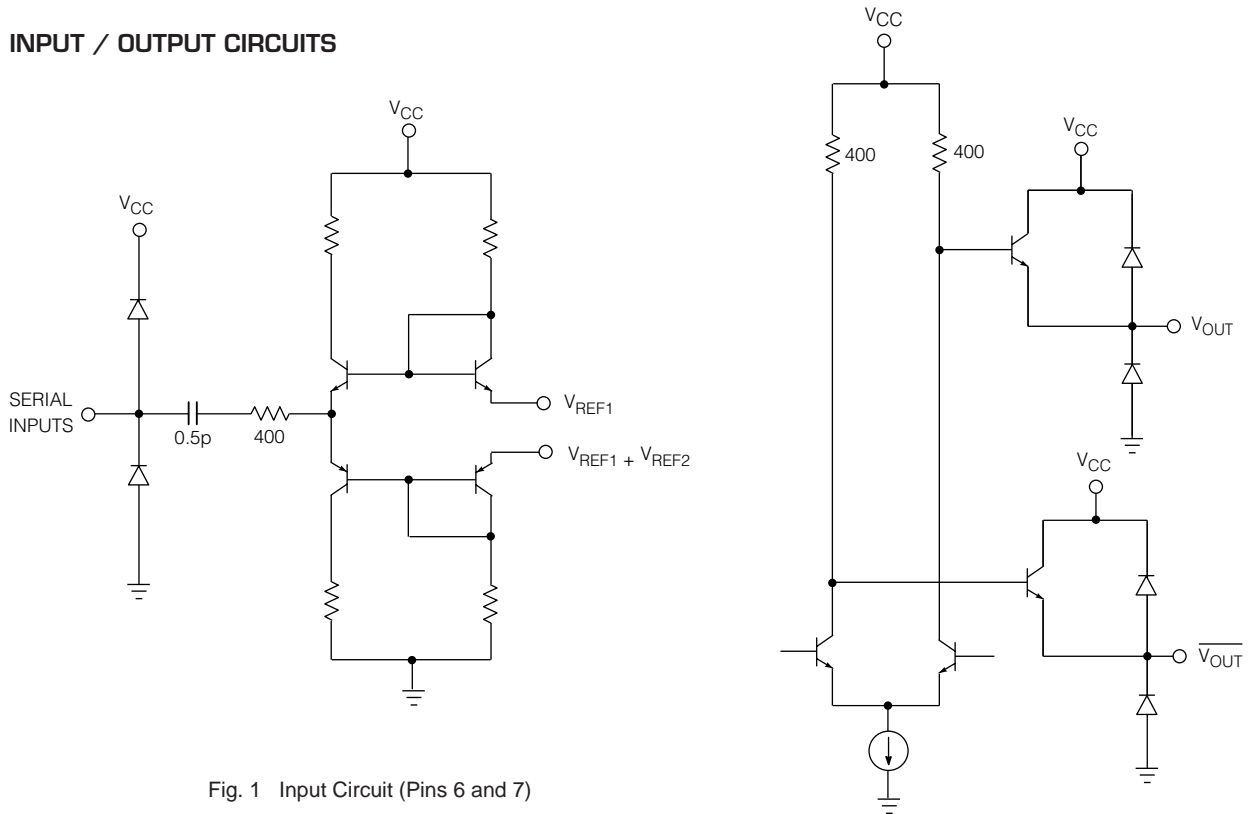 INPUT / OUTPUT CIRCUITS
VCC
VCC
SERIAL
INPUTS
0.5p
400
VREF1
VREF1 + VREF2
Fig. 1 Input Circuit (Pins 6 and 7)
VCC
400
400
VCC
VOUT
VCC
VOUT